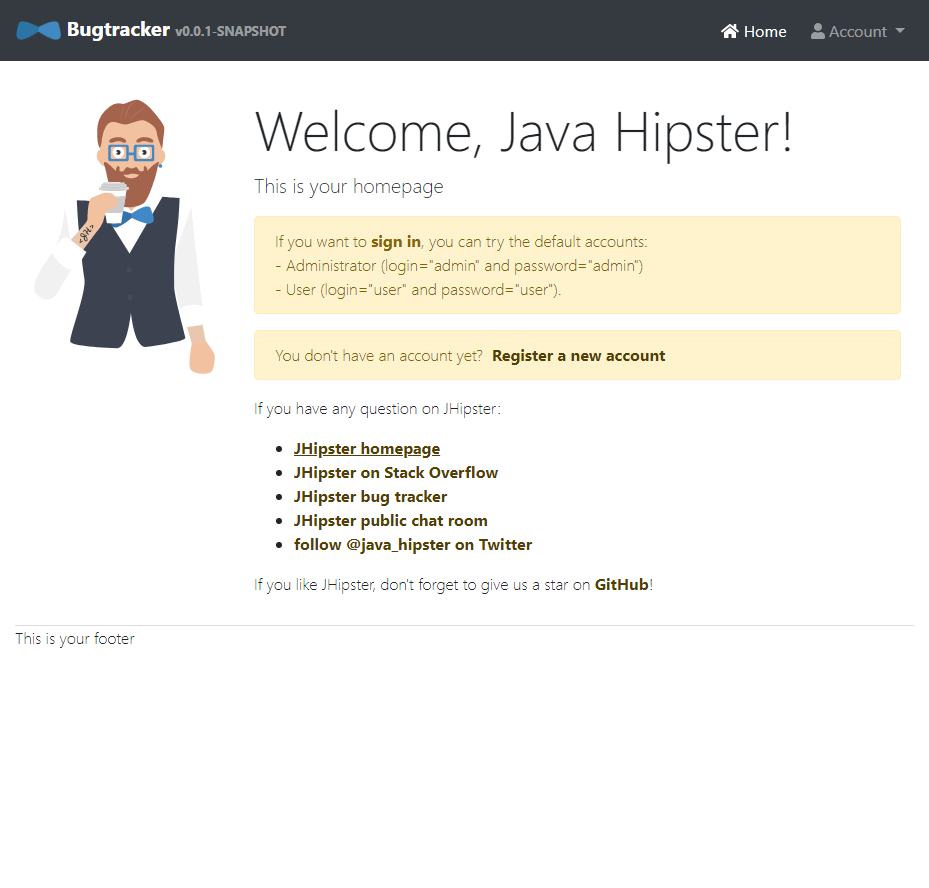 Bugtracker v0.0.1-SNAPSHOT
Home
Account
Welcome, Java Hipster!
This is your homepage
If you want to sign in, you can try the default accounts:
- Administrator (login="admin" and password="admin")
- User (login="user" and password="user").
You don't have an account yet? Register a new account
If you have any question on JHipster:
JHipster homepage
JHipster on Stack Overflow
JHipster bug tracker
JHipster public chat room
follow @java_hipster on Twitter
If you like JHipster, don't forget to give us a star on GitHub!
This is your footer